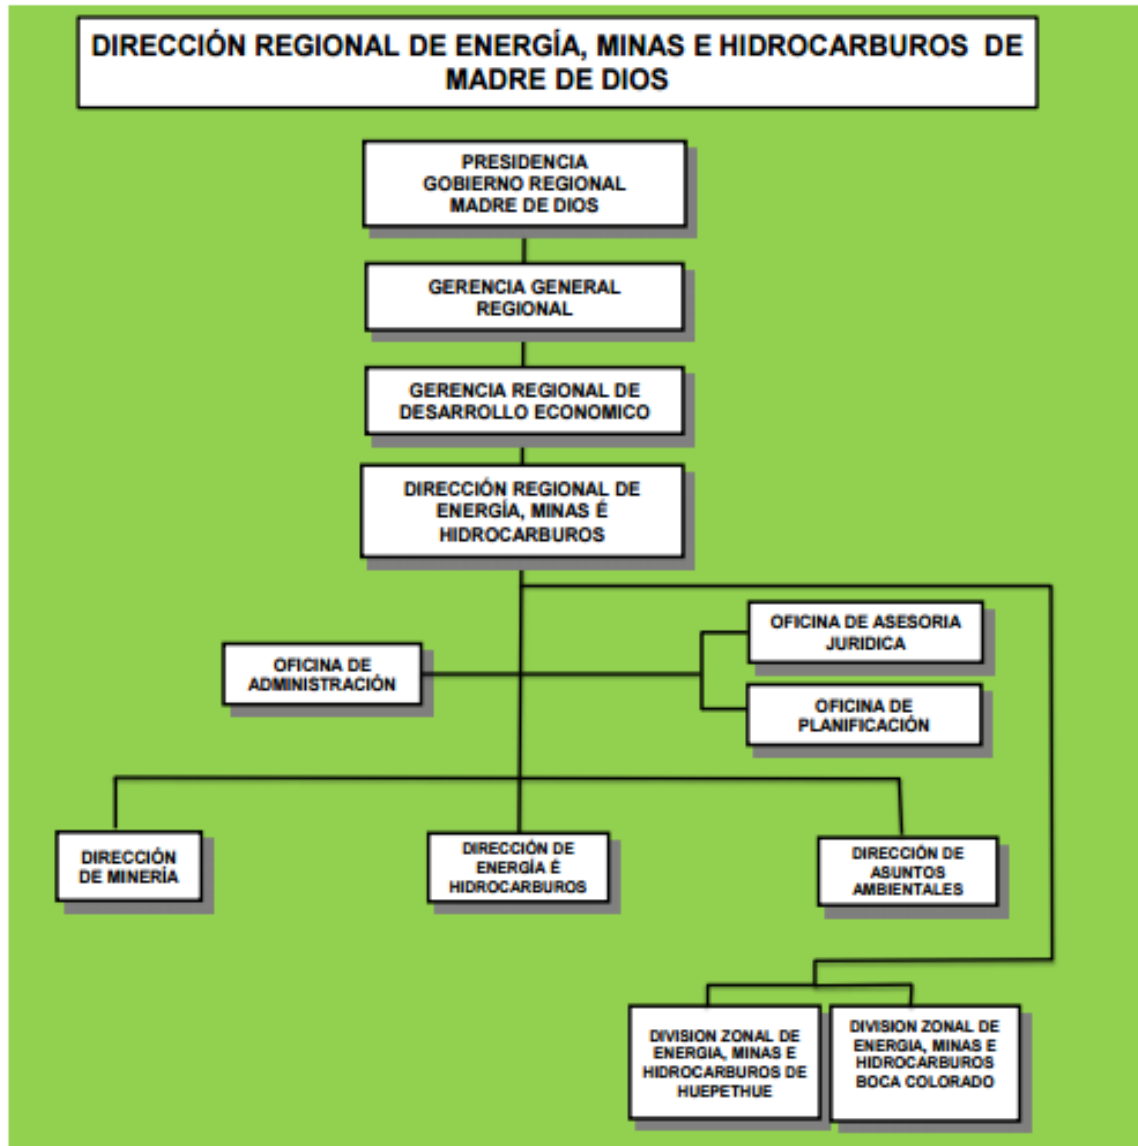 DIRECCIÓN REGIONAL DE ENERGÍA, MINAS E HIDROCARBUROS DE
MADRE DE DIOS
PRESIDENCIA
GOBIERNO REGIONAL
MADRE DE DIOS
GERENCIA GENERAL
REGIONAL
GERENCIA REGIONAL DE
DESARROLLO ECONOMICO
DIRECCIÓN REGIONAL DE
ENERGÍA, MINAS É
HIDROCARBUROS
OFICINA DE ASESORIA
JURIDICA
OFICINA DE
ADMINISTRACIÓN
OFICINA DE
PLANIFICACIÓN
DIRECCIÓN
DE MINERÍA
DIRECCIÓN DE
ENERGÍA É
HIDROCARBUROS
DIRECCIÓN DE
ASUNTOS
AMBIENTALES
DIVISION ZONAL DE
ENERGIA, MINAS E
HIDROCARBUROS DE
HUEPETHUE
DIVISION ZONAL DE
ENERGIA, MINAS E
HIDROCARBUROS
BOCA COLORADO